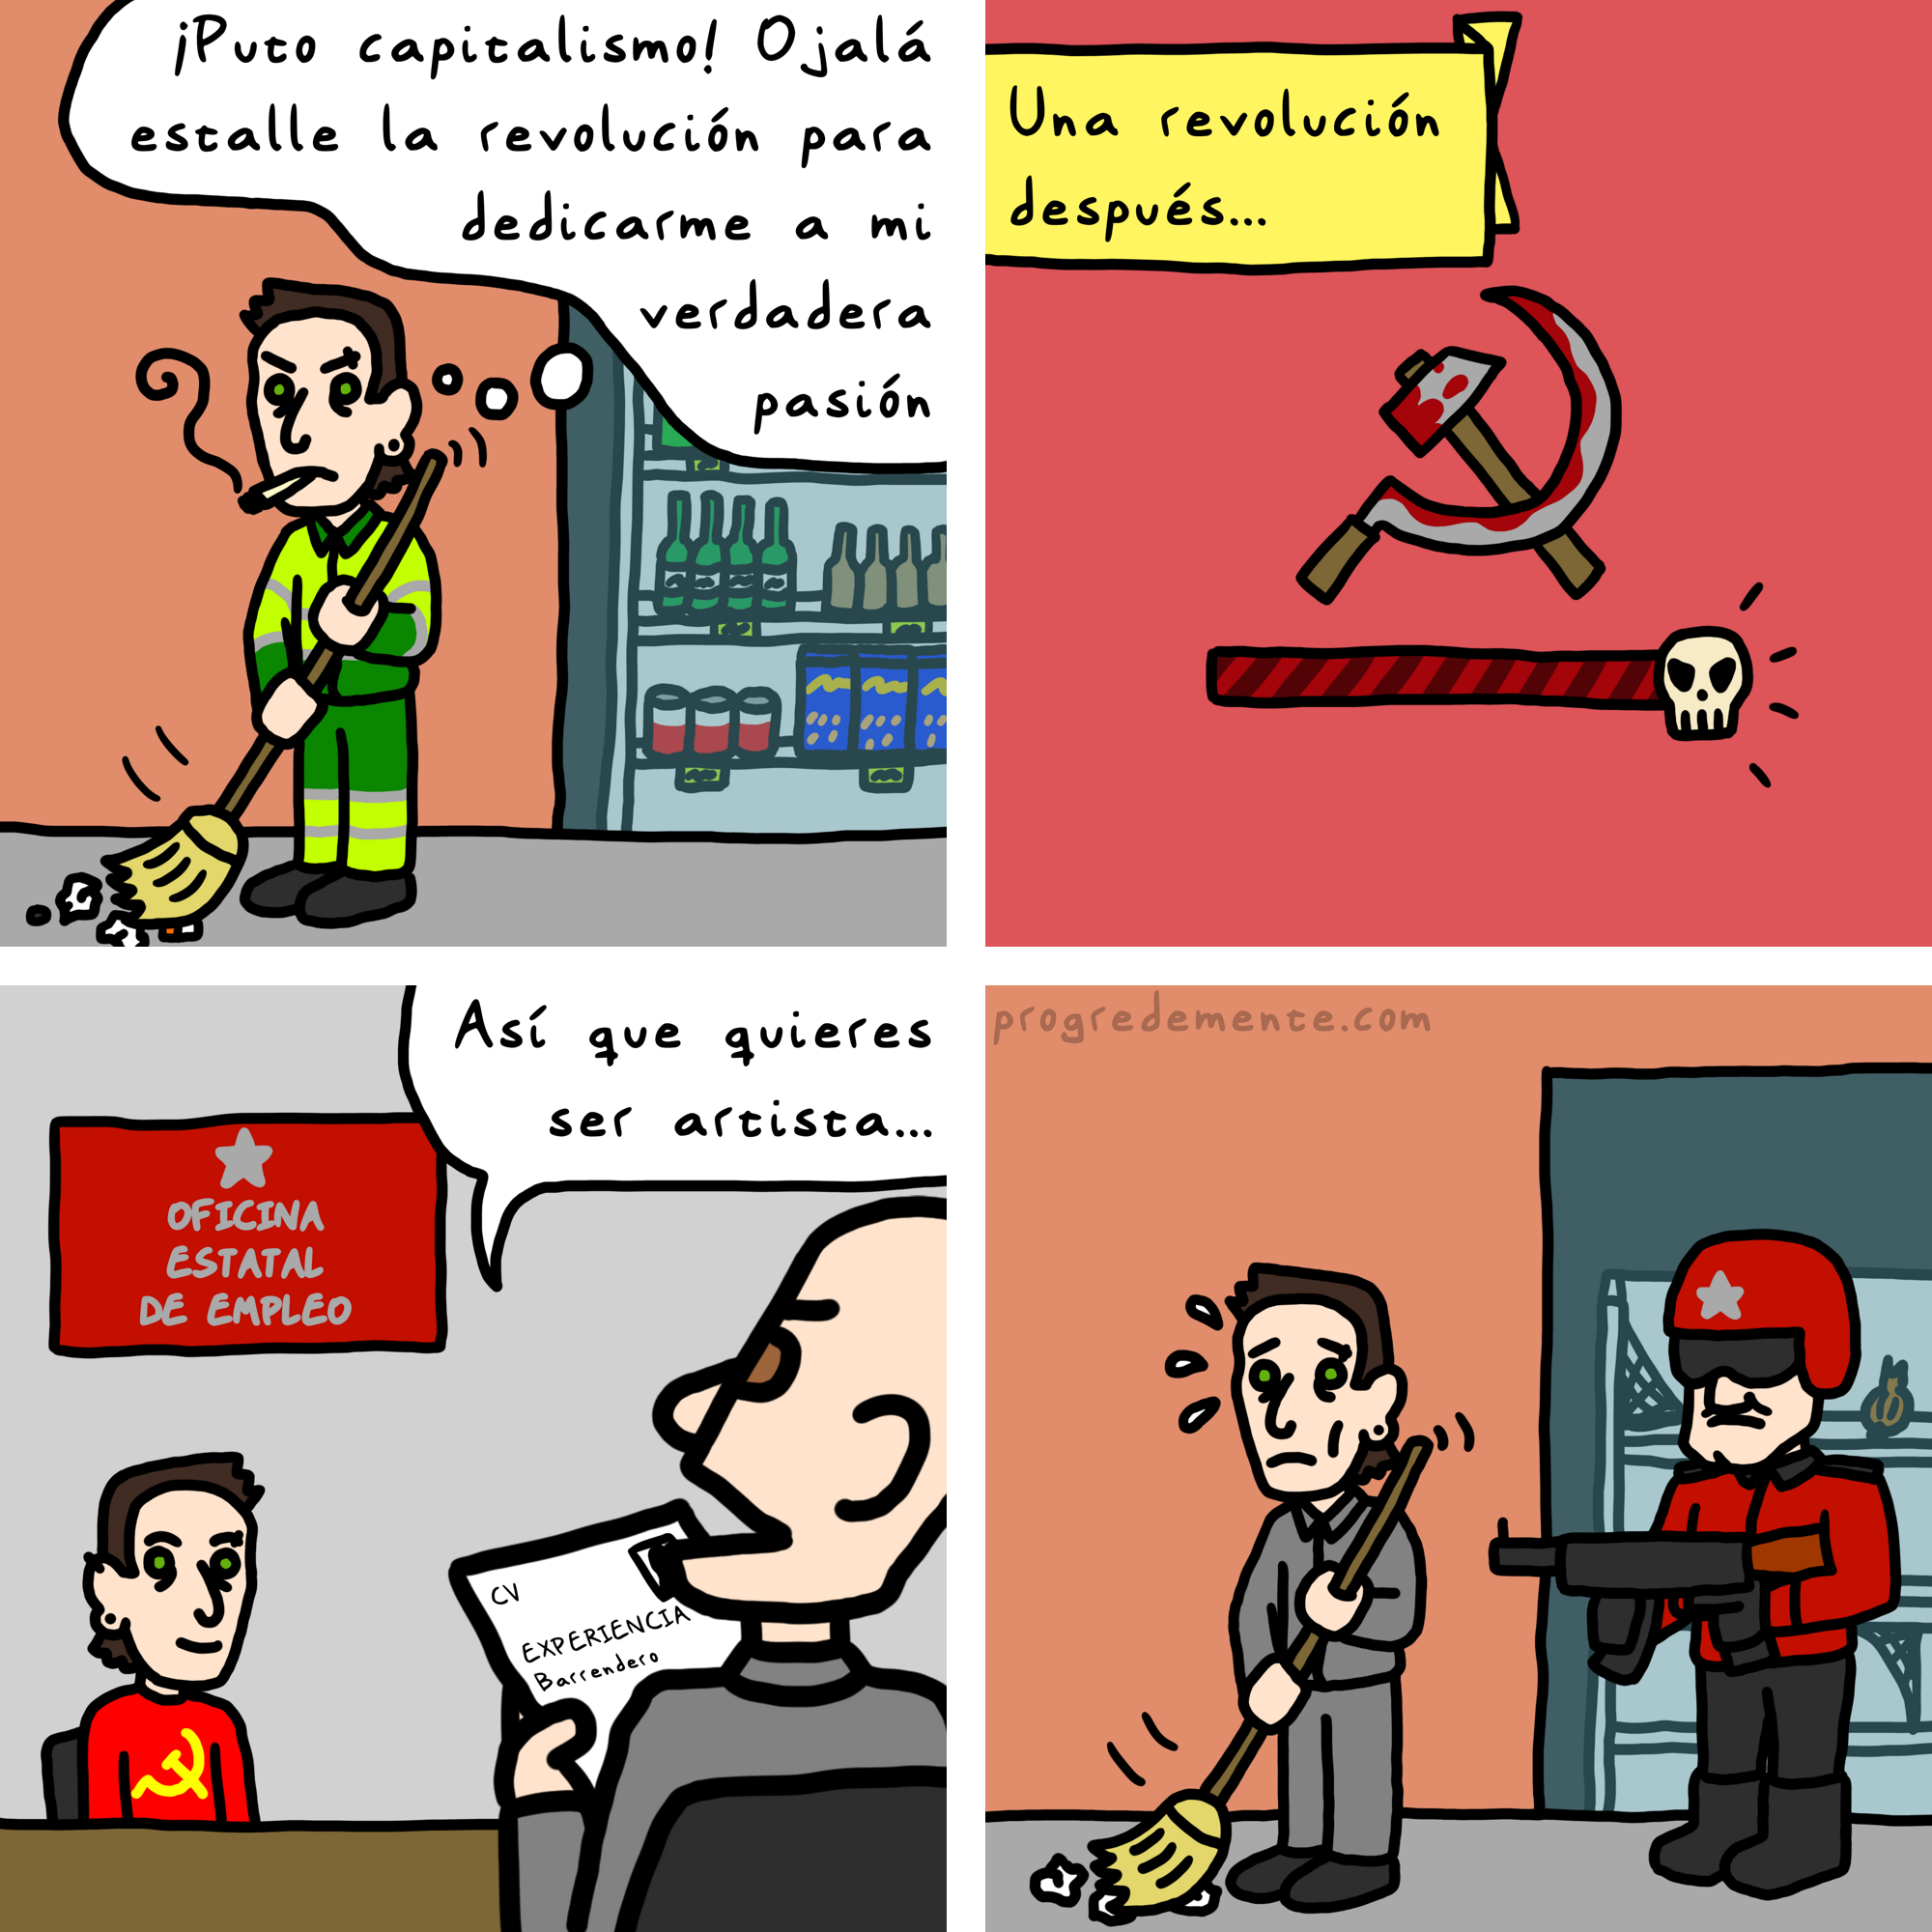 ¡Puto capitalismo! Ojalá
estalle la revolución para
dedicarme a mi
verdadera
pasión
Una revolución
después...
Así que quieres
ser artista...
OFICINA
ESTATAL
DE EMPLEO
CV
EXPERIENCIA
Barrendero
progredemente.com